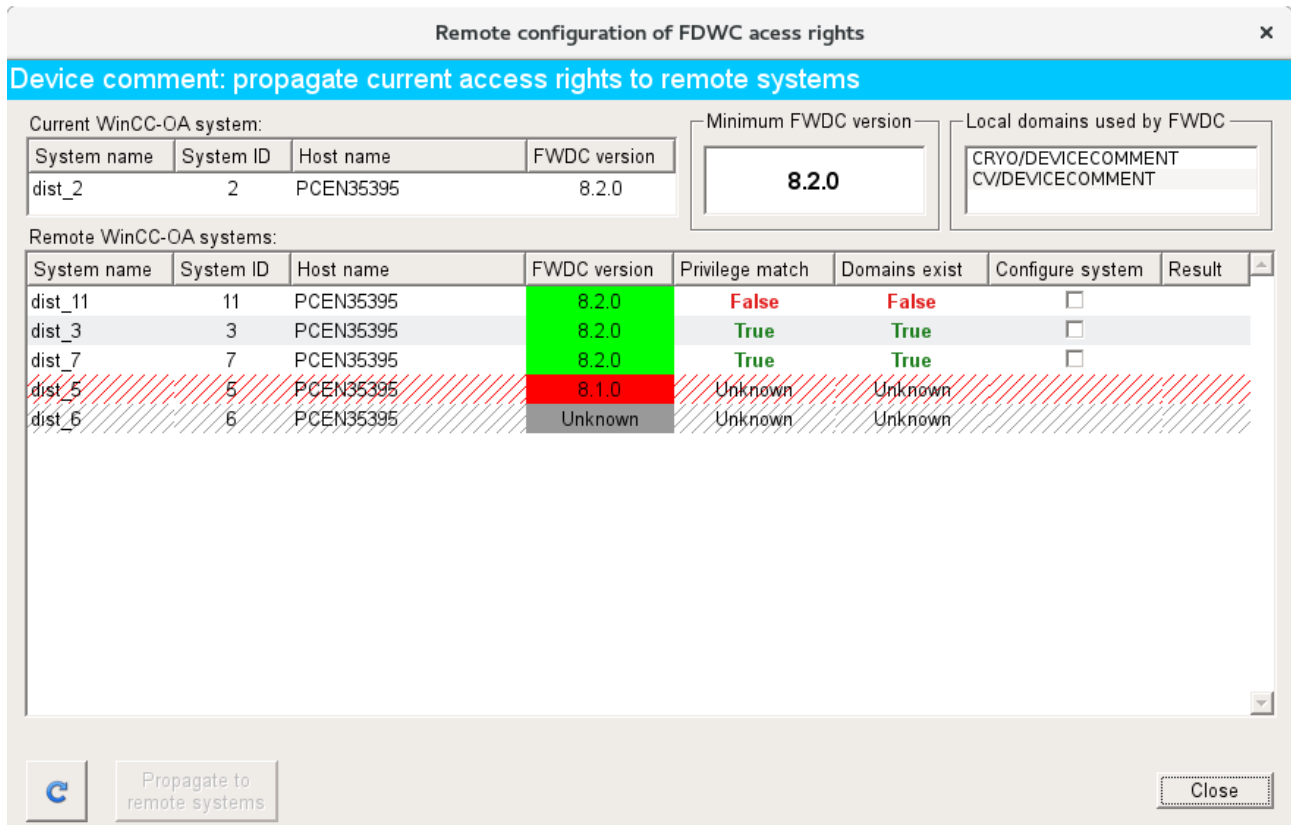 Remote configuration of FDWC acess rights
Device comment: propagate current access rights to remote systems
Current WinCC-OA system:
System name System ID Host name FWDC version
dist_2 2 PCEN35395 8.2.0
Minimum FWDC version
8.2.0
Local domains used by FWDC
CRYO/DEVICECOMMENT
CV/DEVICECOMMENT
Remote WinCC-OA systems:
System name System ID Host name FWDC version Privilege match Domains exist Configure system Result
dist_11 11 PCEN35395 8.2.0 False False
dist_3 3 PCEN35395 8.2.0 True True
dist_7 7 PCEN35395 8.2.0 True True
dist_5 5 PCEN35395 8.1.0 Unknown Unknown
dist_6 6 PCEN35395 Unknown Unknown Unknown
Propagate to
remote systems
Close